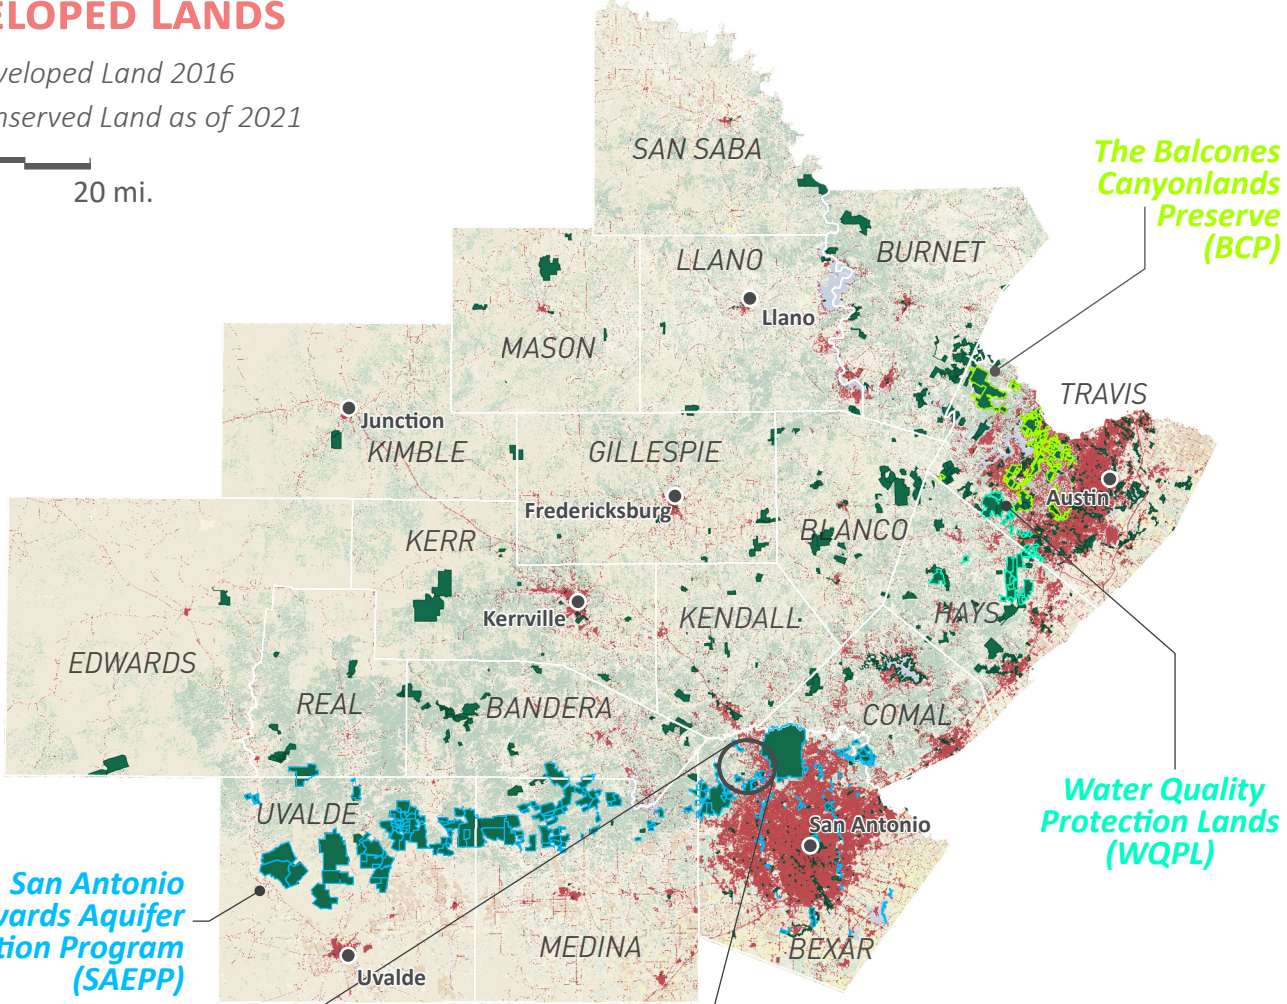 ELOPED LANDS
veloped Land 2016
nserved Land as of 2021
20 mi.
SAN SABA
The Balcones
Canyonlands
Preserve
(BCP)
LLANO
BURNET
Llano
MASON
TRAVIS
Junction
KIMBLE
GILLESPIE
Fredericksburg
Austin
KERR
BLANCO
Kerrville
KENDALL
HAYS
EDWARDS
REAL
BANDERA
COMAL
UVALDE
San Antonio
Water Quality
Protection Lands
(WQPL)
San Antonio
wards Aquifer
tion Program
(SAEPP)
MEDINA
BEXAR
Uvalde